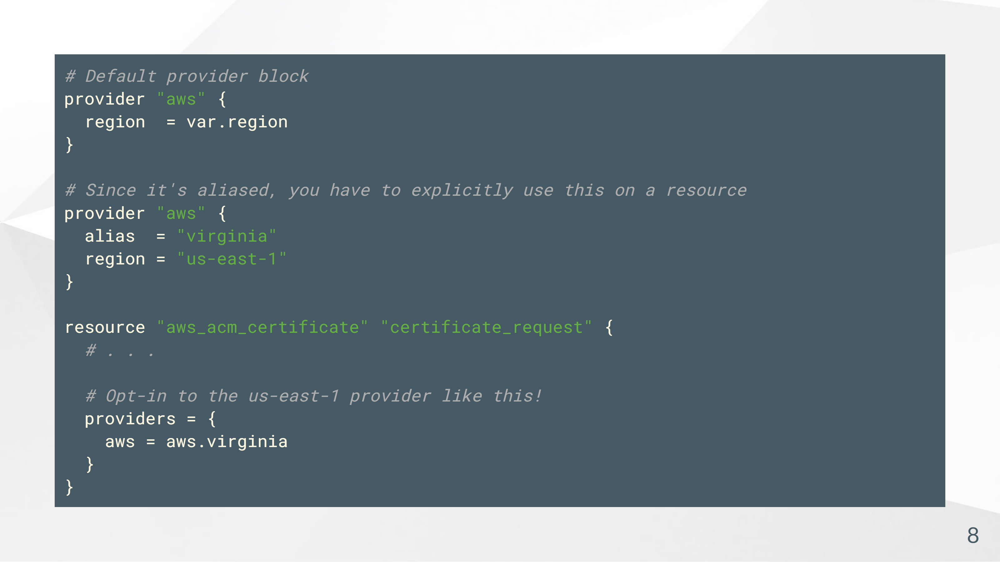 # Default provider block
provider "aws" {
  region  = var.region
}

# Since it's aliased, you have to explicitly use this on a resource
provider "aws" {
  alias  = "virginia"
  region = "us-east-1"
}

resource "aws_acm_certificate" "certificate_request" {
  # . . .

  # Opt-in to the us-east-1 provider like this!
  providers = {
    aws = aws.virginia
  }
}
8